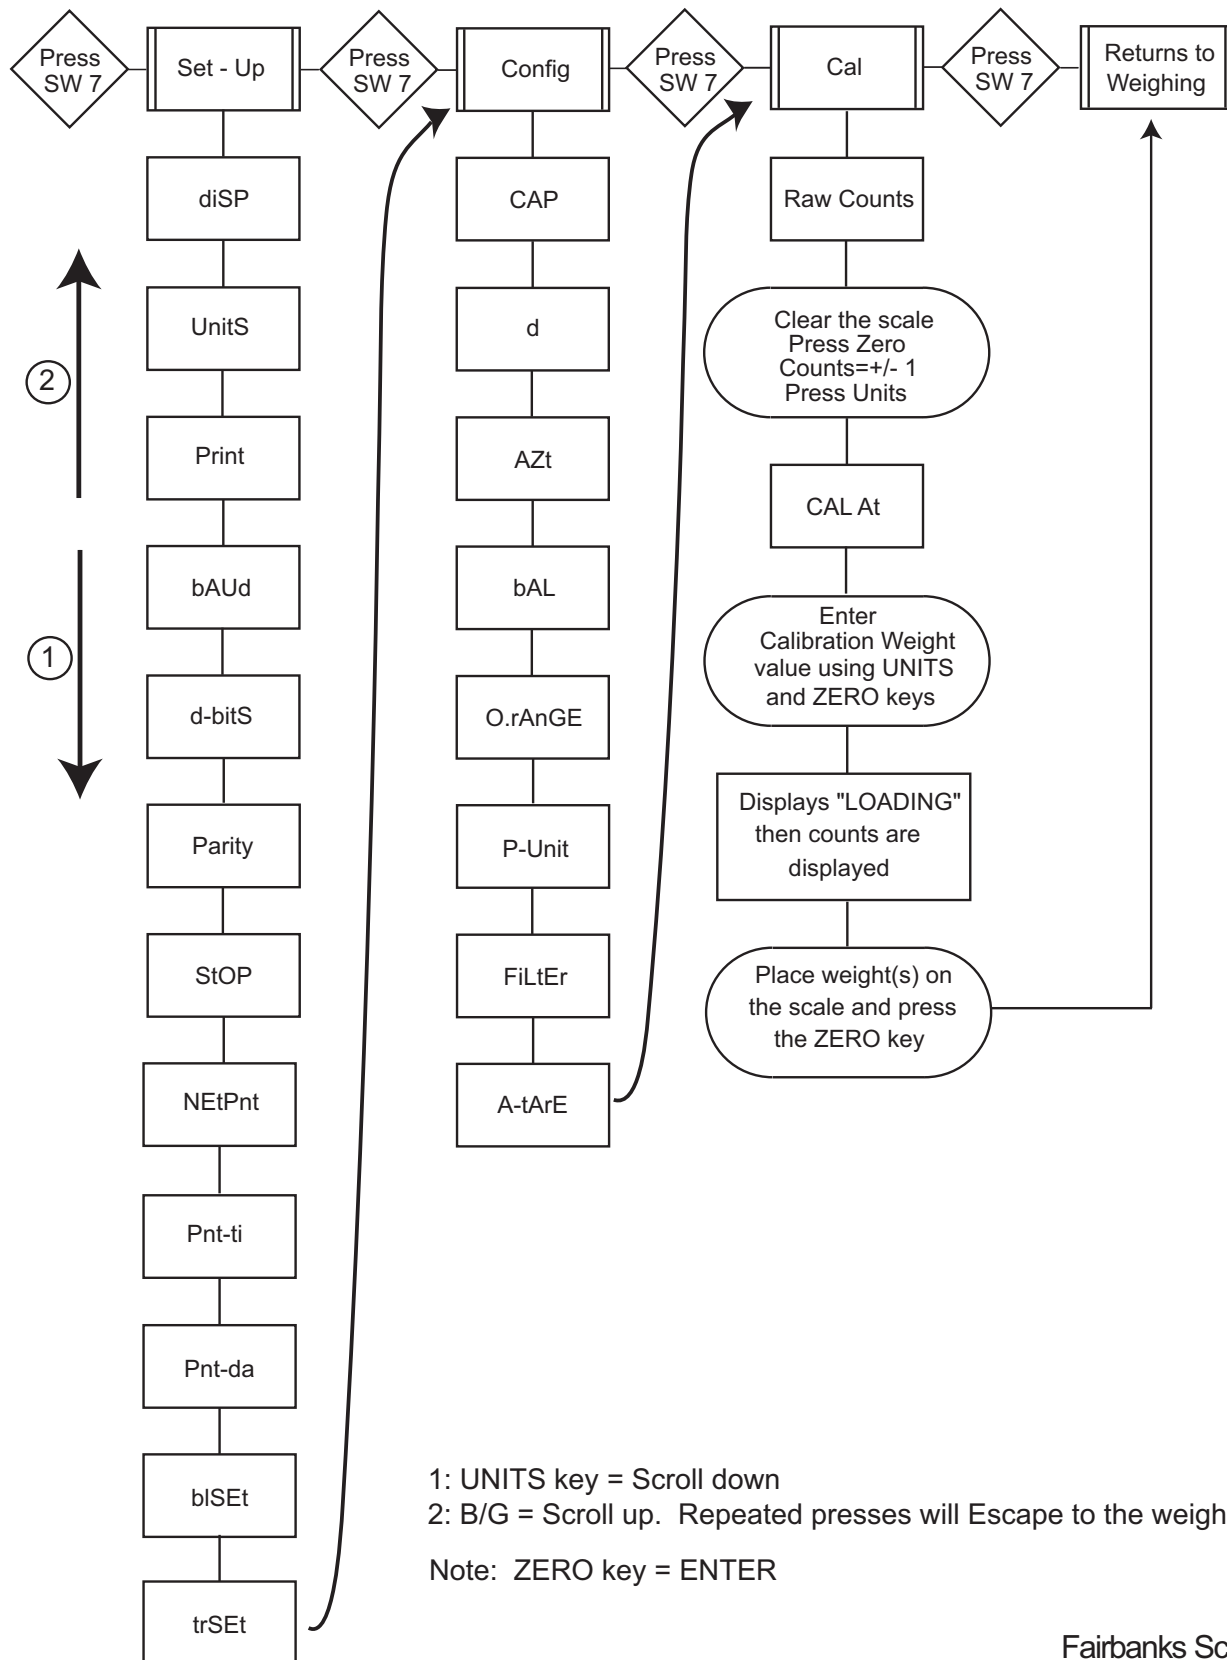 Press
SW 7
Set - Up
Press
SW 7
Config
Press
SW 7
Cal
Press
SW 7
Returns to
Weighing
diSP
UnitS
Print
bAUd
d-bitS
Parity
StOP
NEtPnt
Pnt-ti
Pnt-da
blSEt
trSEt
2
1
CAP
d
AZt
bAL
O.rAnGE
P-Unit
FiLtEr
A-tArE
Raw Counts
Clear the scale
Press Zero
Counts=+/- 1
Press Units
CAL At
Enter
Calibration Weight
value using UNITS
and ZERO keys
Displays "LOADING"
then counts are
displayed
Place weight(s) on
the scale and press
the ZERO key
1: UNITS key = Scroll down
2: B/G = Scroll up. Repeated presses will Escape to the weigh
Note: ZERO key = ENTER
Fairbanks Sc